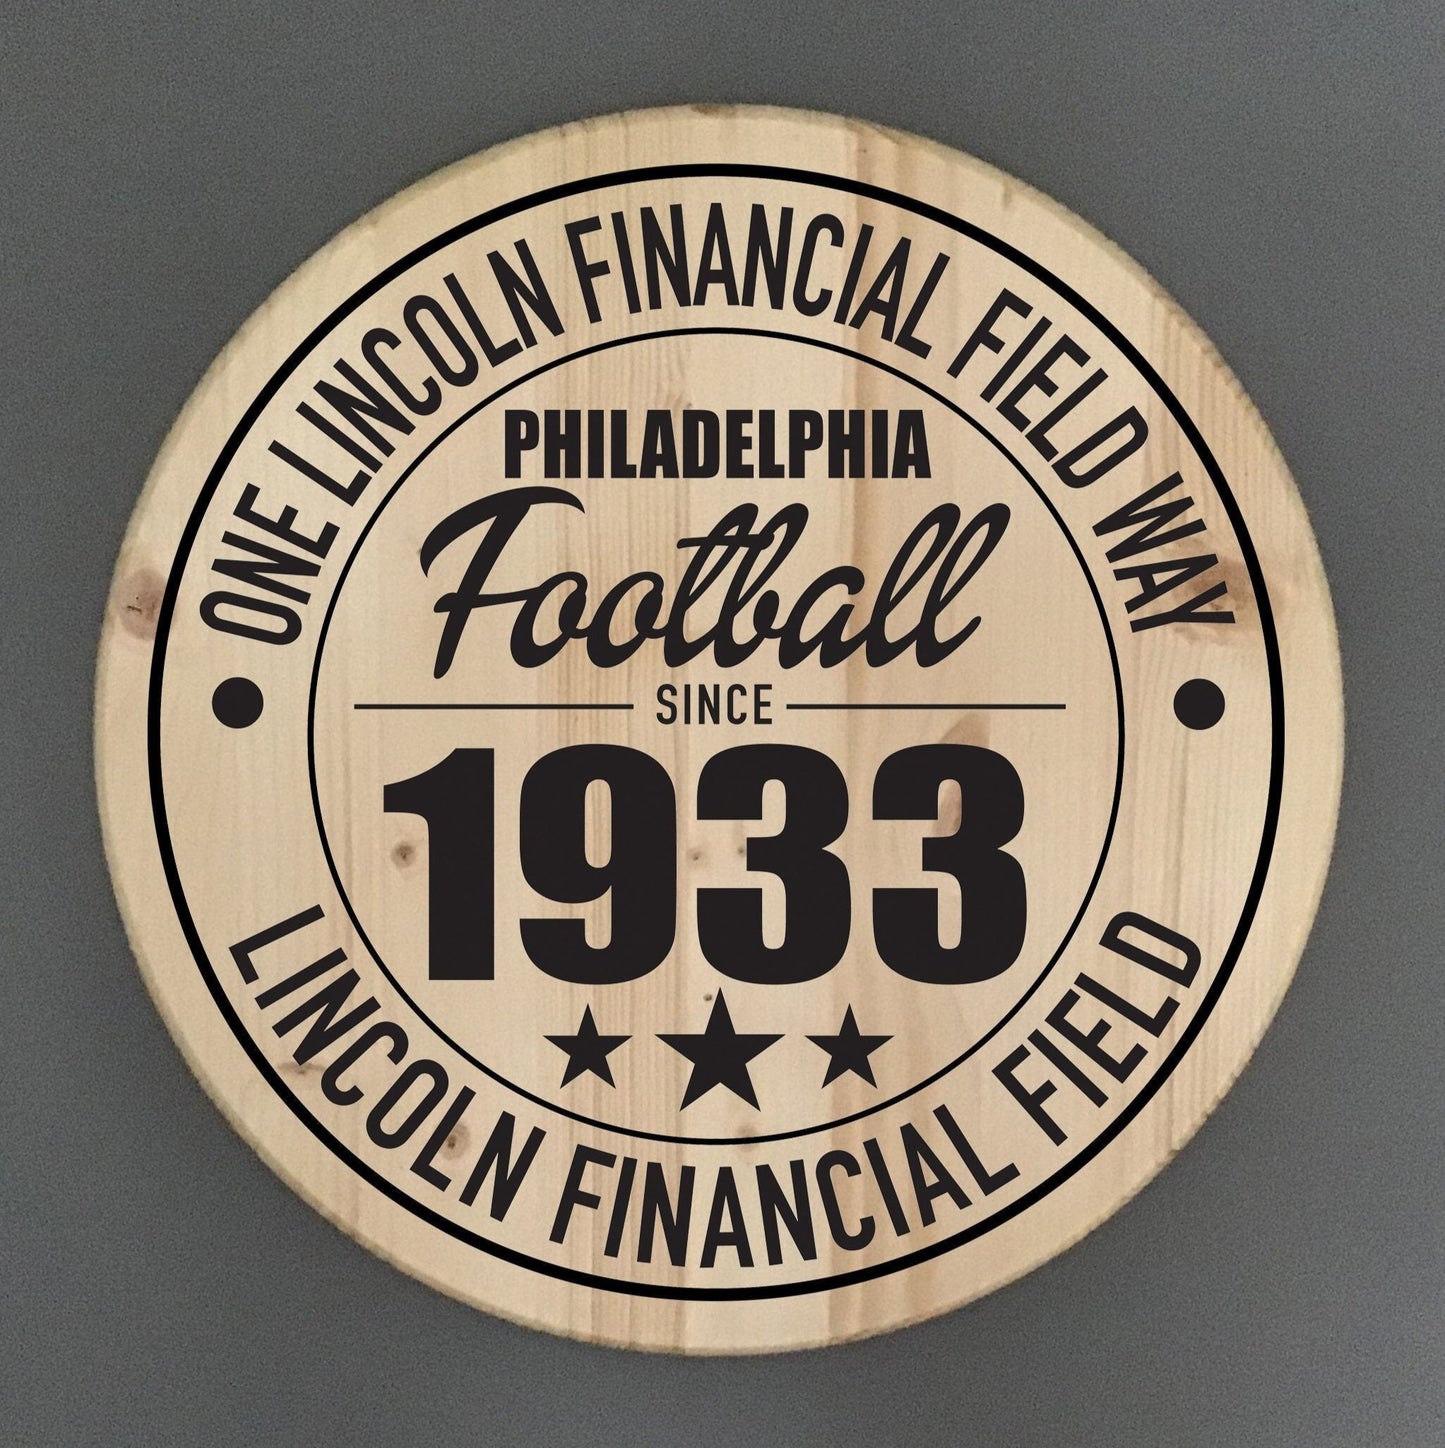 ONE LINCOLN FINANCIAL FIELD WAY
PHILADELPHIA
Football
SINCE
1933
LINCOLN FINANCIAL FIELD